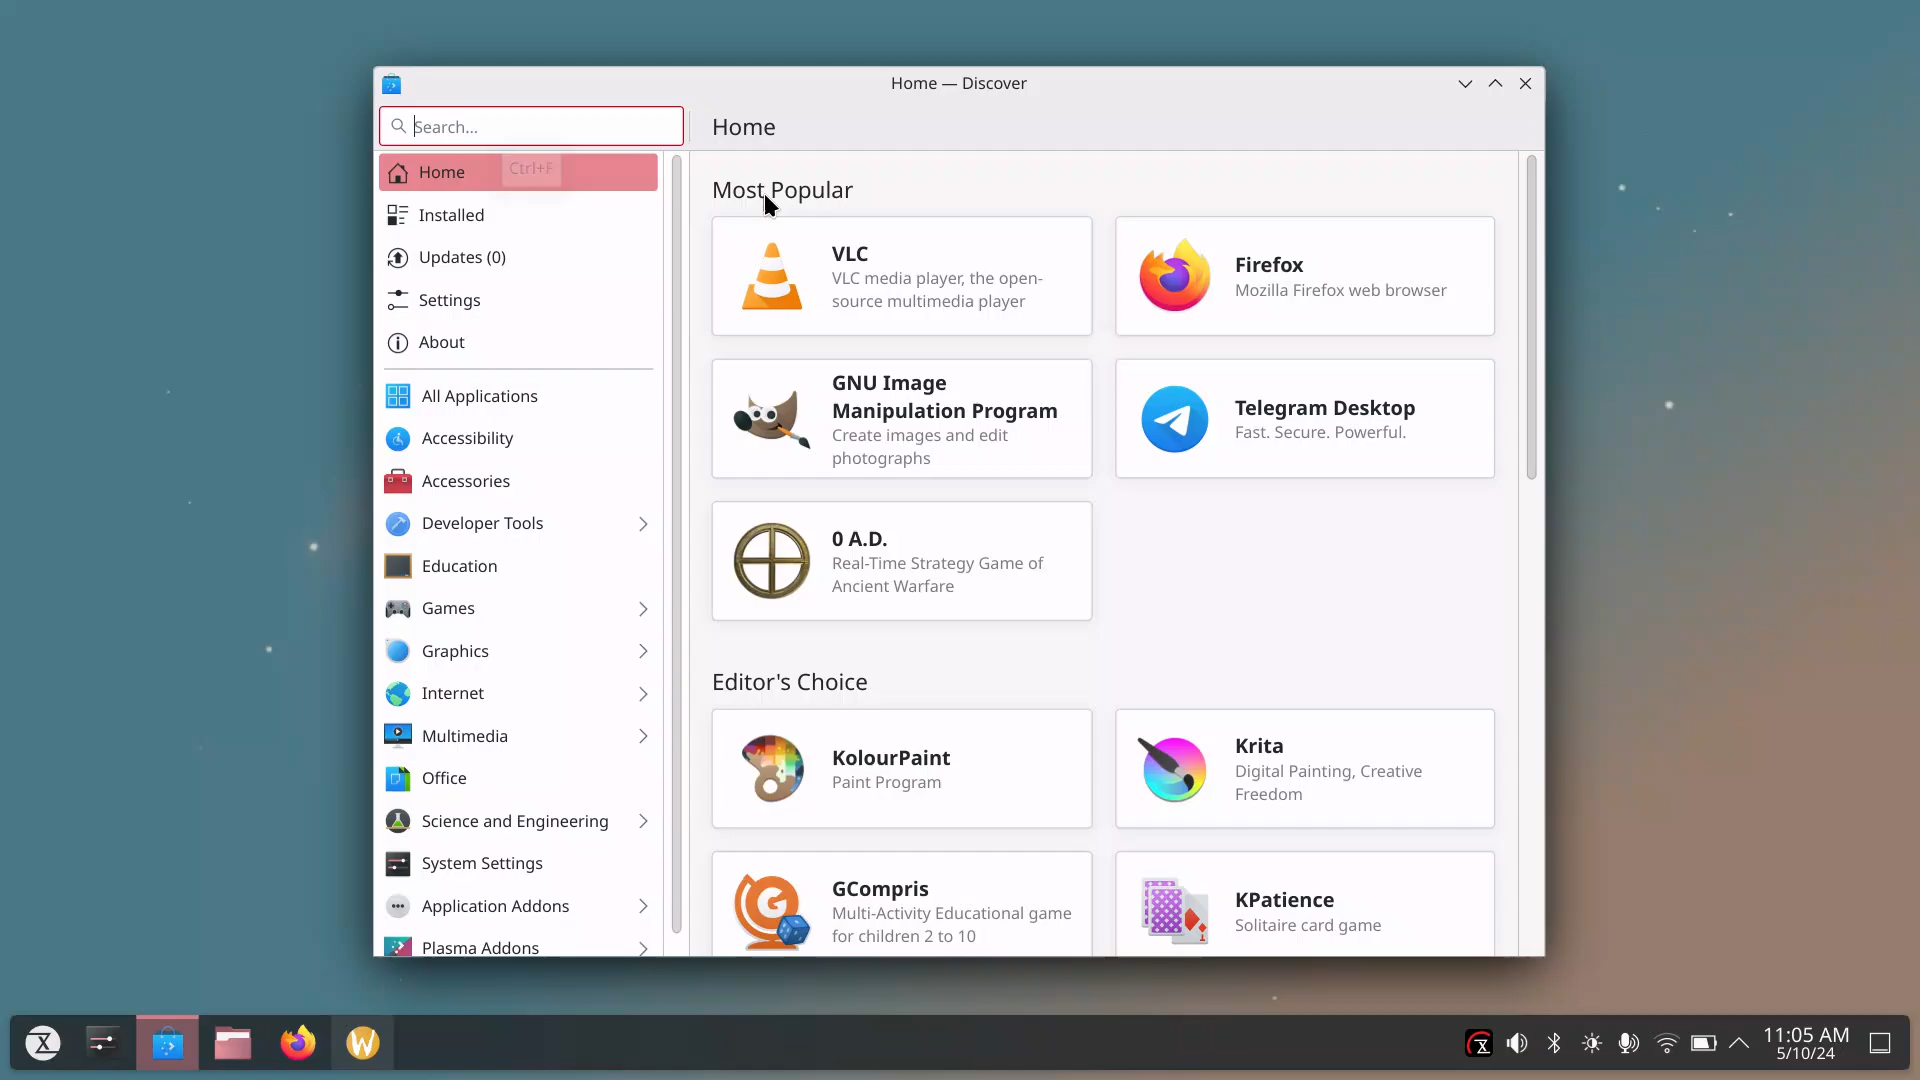 Home — Discover
Search...
Home
Home
Ctrl+F
Installed
Updates (0)
Settings
About
All Applications
Accessibility
Accessories
Developer Tools
Education
Games
Graphics
Internet
Multimedia
Office
Science and Engineering
System Settings
Application Addons
Plasma Addons
Most Popular
VLC
VLC media player, the open-
source multimedia player
Firefox
Mozilla Firefox web browser
GNU Image
Manipulation Program
Create images and edit
photographs
Telegram Desktop
Fast. Secure. Powerful.
0 A.D.
Real-Time Strategy Game of
Ancient Warfare
Editor's Choice
KolourPaint
Paint Program
Krita
Digital Painting, Creative
Freedom
GCompris
Multi-Activity Educational game
for children 2 to 10
KPatience
Solitaire card game
11:05 AM
5/10/24